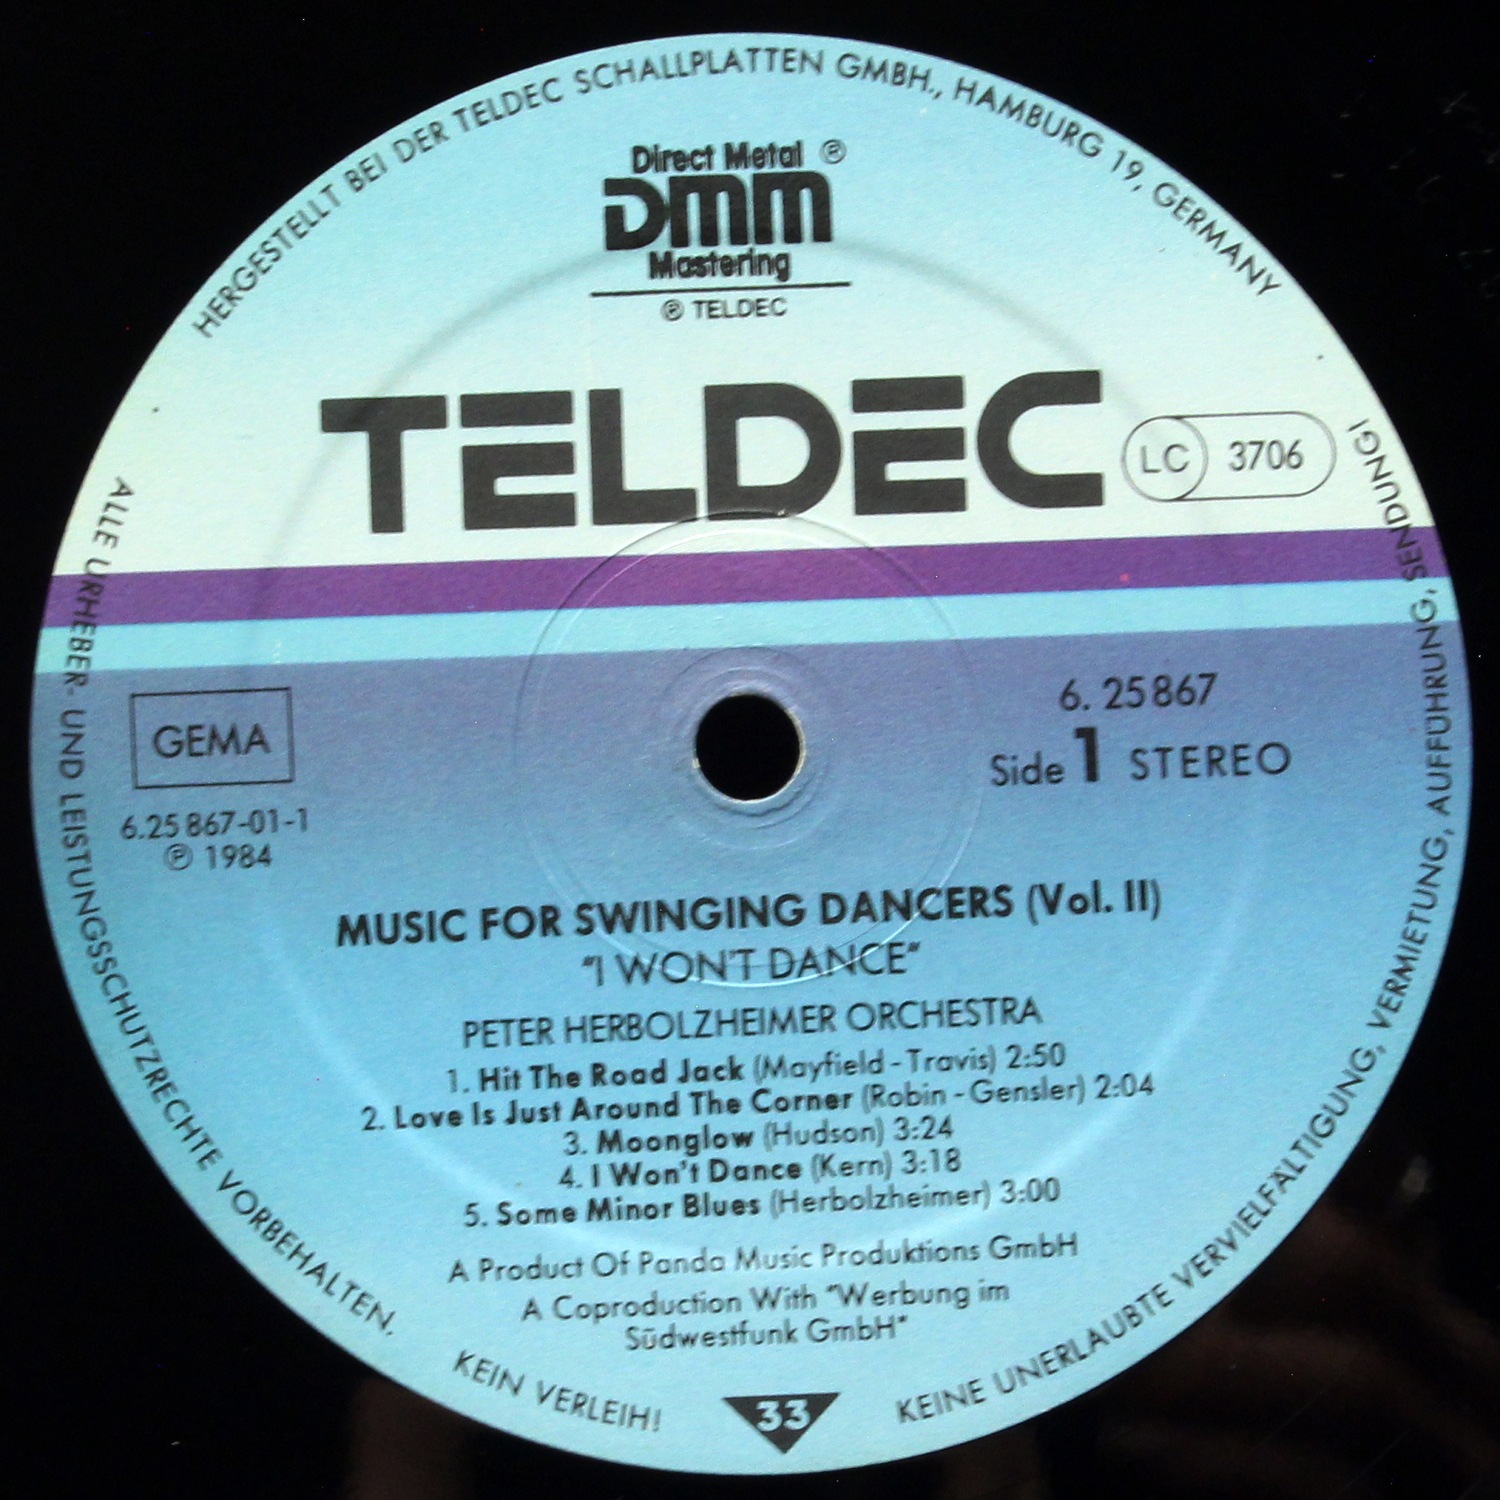 HERGESTELLT BEI DER TELDEC SCHALLPLATTEN GMBH., HAMBURG 19, GERMANY
Direct Metal ®
DMM
Mastering
℗ TELDEC
TELDEC
LC 3706
GEMA
6.25867-01-1
℗ 1984
6. 25867
Side 1 STEREO
MUSIC FOR SWINGING DANCERS (Vol. II)
"I WON'T DANCE"
PETER HERBOLZHEIMER ORCHESTRA
1. Hit The Road Jack (Mayfield - Travis) 2:50
2. Love Is Just Around The Corner (Robin - Gensler) 2:04
3. Moonglow (Hudson) 3:24
4. I Won't Dance (Kern) 3:18
5. Some Minor Blues (Herbolzheimer) 3:00
A Product Of Panda Music Produktions GmbH
A Coproduction With "Werbung im
Südwestfunk GmbH"
33
ALLE URHEBER- UND LEISTUNGSSCHUTZRECHTE VORBEHALTEN.
KEIN VERLEIH!
KEINE UNERLAUBTE VERVIELFÄLTIGUNG, VERMIETUNG, AUFFÜHRUNG, SENDUNG!